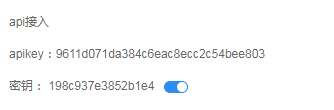 api接入
apikey：9611d071da384c6eac8ecc2c54bee803
密钥： 198c937e3852b1e4